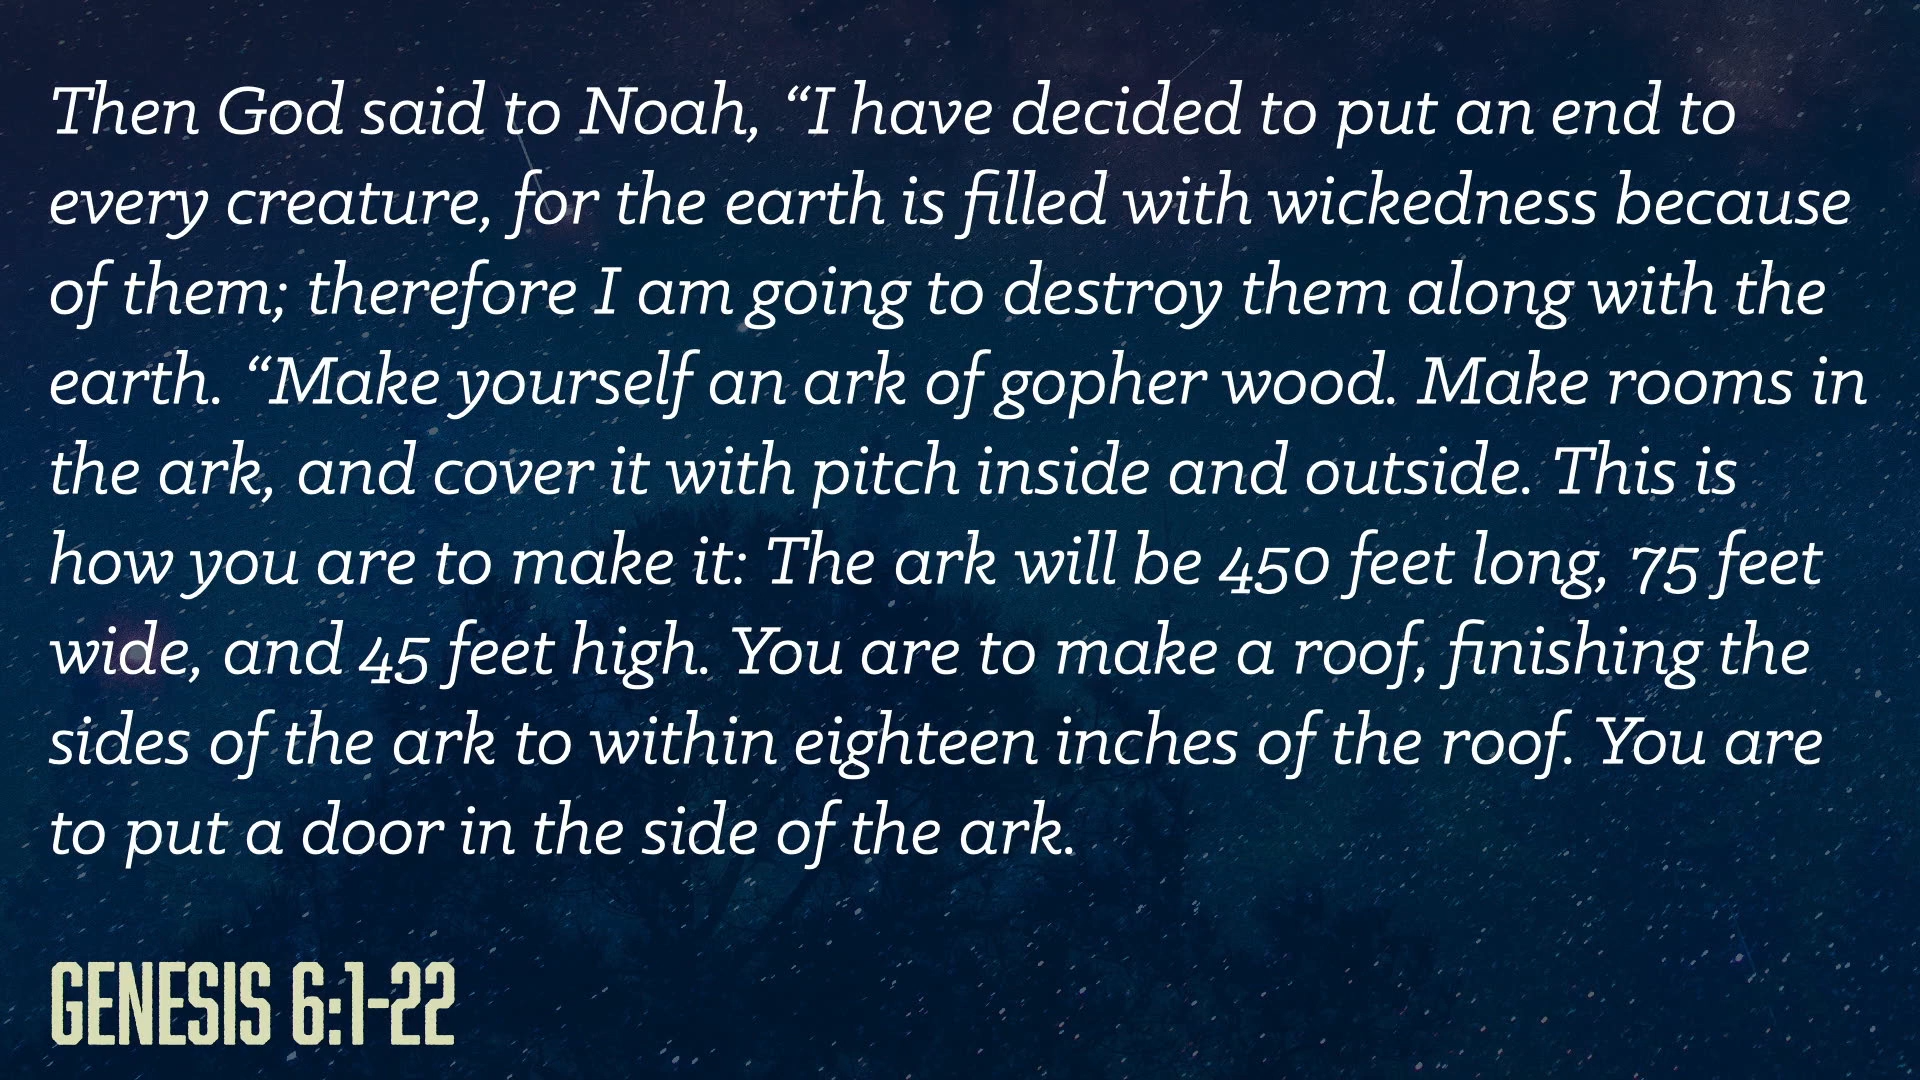 Then God said to Noah, “I have decided to put an end to
every creature, for the earth is filled with wickedness because
of them; therefore I am going to destroy them along with the
earth. “Make yourself an ark of gopher wood. Make rooms in
the ark, and cover it with pitch inside and outside. This is
how you are to make it: The ark will be 450 feet long, 75 feet
wide, and 45 feet high. You are to make a roof, finishing the
sides of the ark to within eighteen inches of the roof. You are
to put a door in the side of the ark.
GENESIS 6:1-22